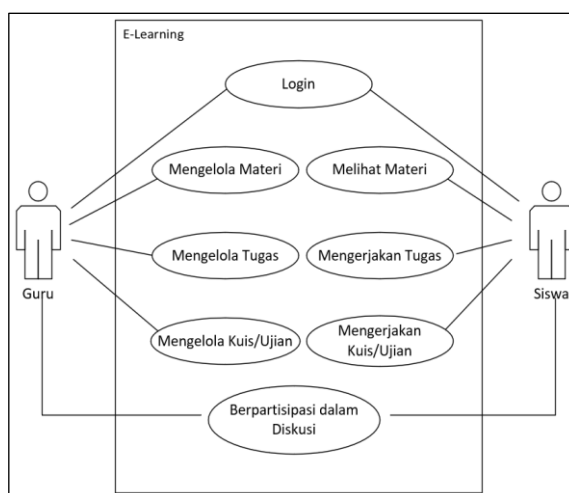 E-Learning
Login
Mengelola Materi
Melihat Materi
Mengelola Tugas
Mengerjakan Tugas
Guru
Siswa
Mengelola Kuis/Ujian
Mengerjakan
Kuis/Ujian
Berpartisipasi dalam
Diskusi